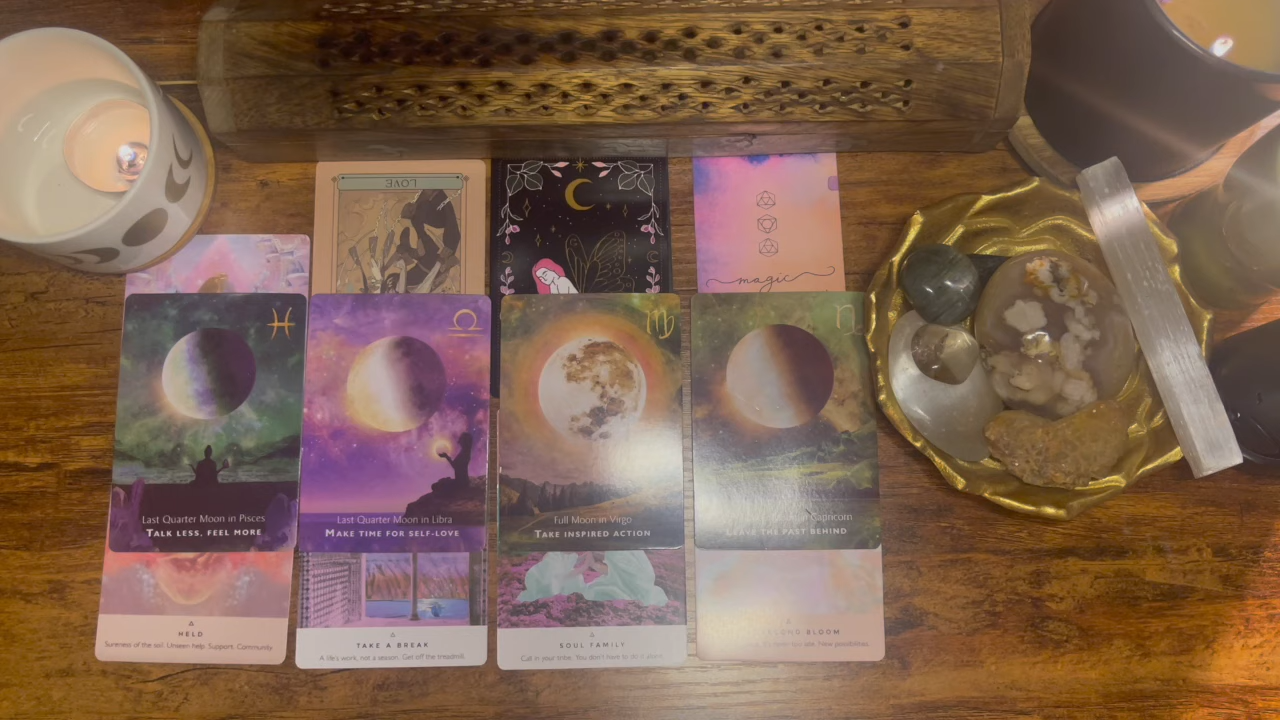 LOVE
magic
Last Quarter Moon in Pisces
TALK LESS, FEEL MORE
Last Quarter Moon in Libra
MAKE TIME FOR SELF-LOVE
Full Moon in Virgo
TAKE INSPIRED ACTION
Capricorn
LEAVE THE PAST BEHIND
HELD
Sureness of the soil. Unseen help. Support. Community.
TAKE A BREAK
A life's work, not a season. Get off the treadmill.
SOUL FAMILY
Call in your tribe. You don't have to do it alone.
LONG BLOOM
New possibilities.